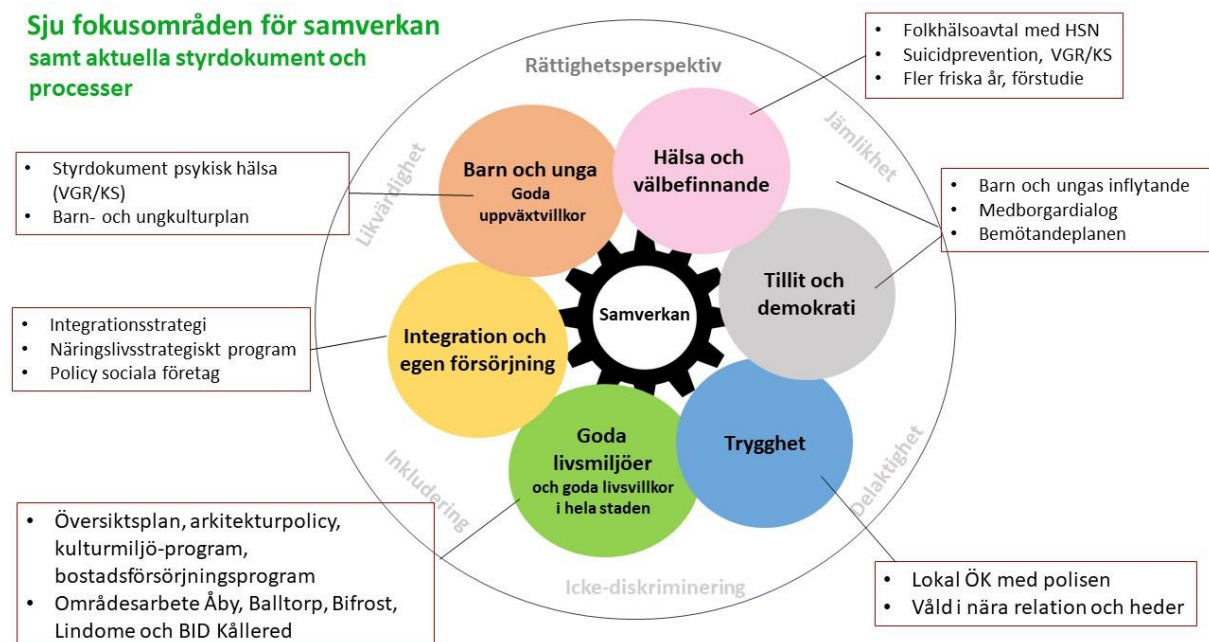 Sju fokusområden för samverkan
samt aktuella styrdokument och
processer
• Folkhälsoavtal med HSN
• Suicidprevention, VGR/KS
• Fler friska år, förstudie
Rättighetsperspektiv
Jämlikhet
Likvärdighet
• Styrdokument psykisk hälsa
(VGR/KS)
• Barn- och ungkulturplan
Barn och unga
Goda
uppväxtvillkor
Hälsa och
välbefinnande
• Barn och ungas inflytande
• Medborgardialog
• Bemötandeplanen
Tillit och
demokrati
Samverkan
• Integrationsstrategi
• Näringslivsstrategiskt program
• Policy sociala företag
Integration och
egen försörjning
Goda
livsmiljöer
och goda livsvillkor
i hela staden
Trygghet
Inkludering
Delaktighet
Icke-diskriminering
• Översiktsplan, arkitekturpolicy,
kulturmiljö-program,
bostadsförsörjningsprogram
• Områdesarbete Åby, Balltorp, Bifrost,
Lindome och BID Kållered
• Lokal ÖK med polisen
• Våld i nära relation och heder